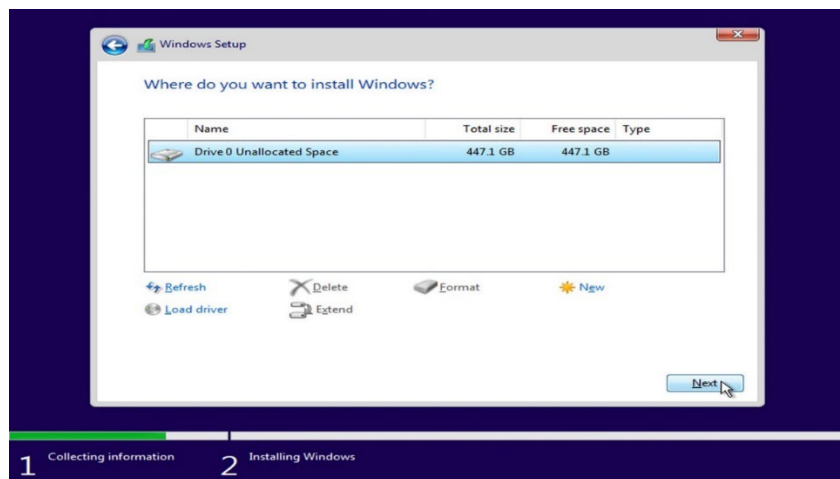 Windows Setup
Where do you want to install Windows?
Name Total size Free space Type
Drive 0 Unallocated Space 447.1 GB 447.1 GB
Refresh Delete Format New
Load driver Extend
Next
1 Collecting information 2 Installing Windows